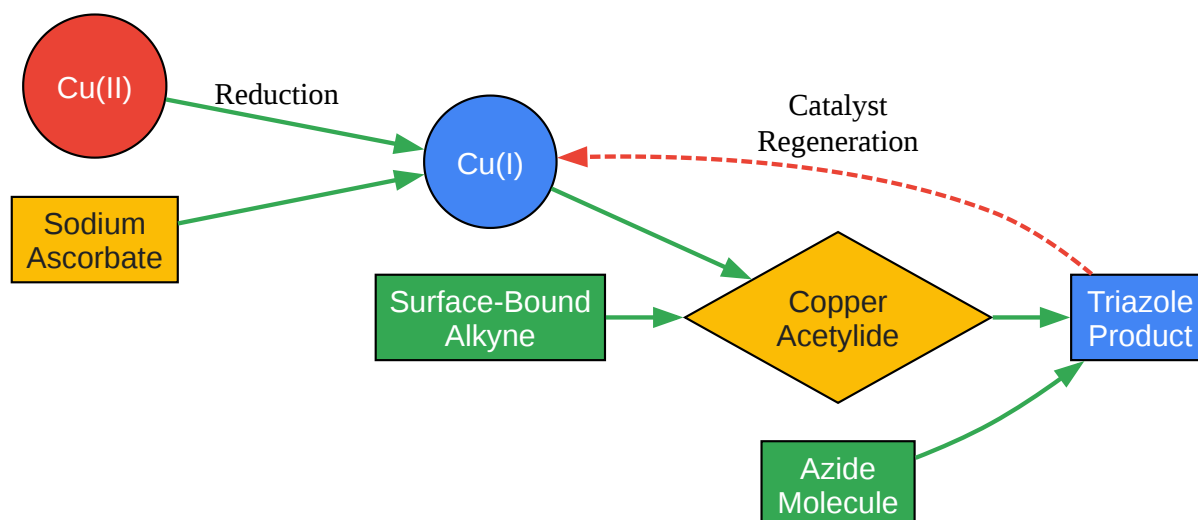 Cu(II)
Reduction
Sodium
Ascorbate
Cu(I)
Catalyst
Regeneration
Surface-Bound
Alkyne
Copper
Acetylide
Triazole
Product
Azide
Molecule